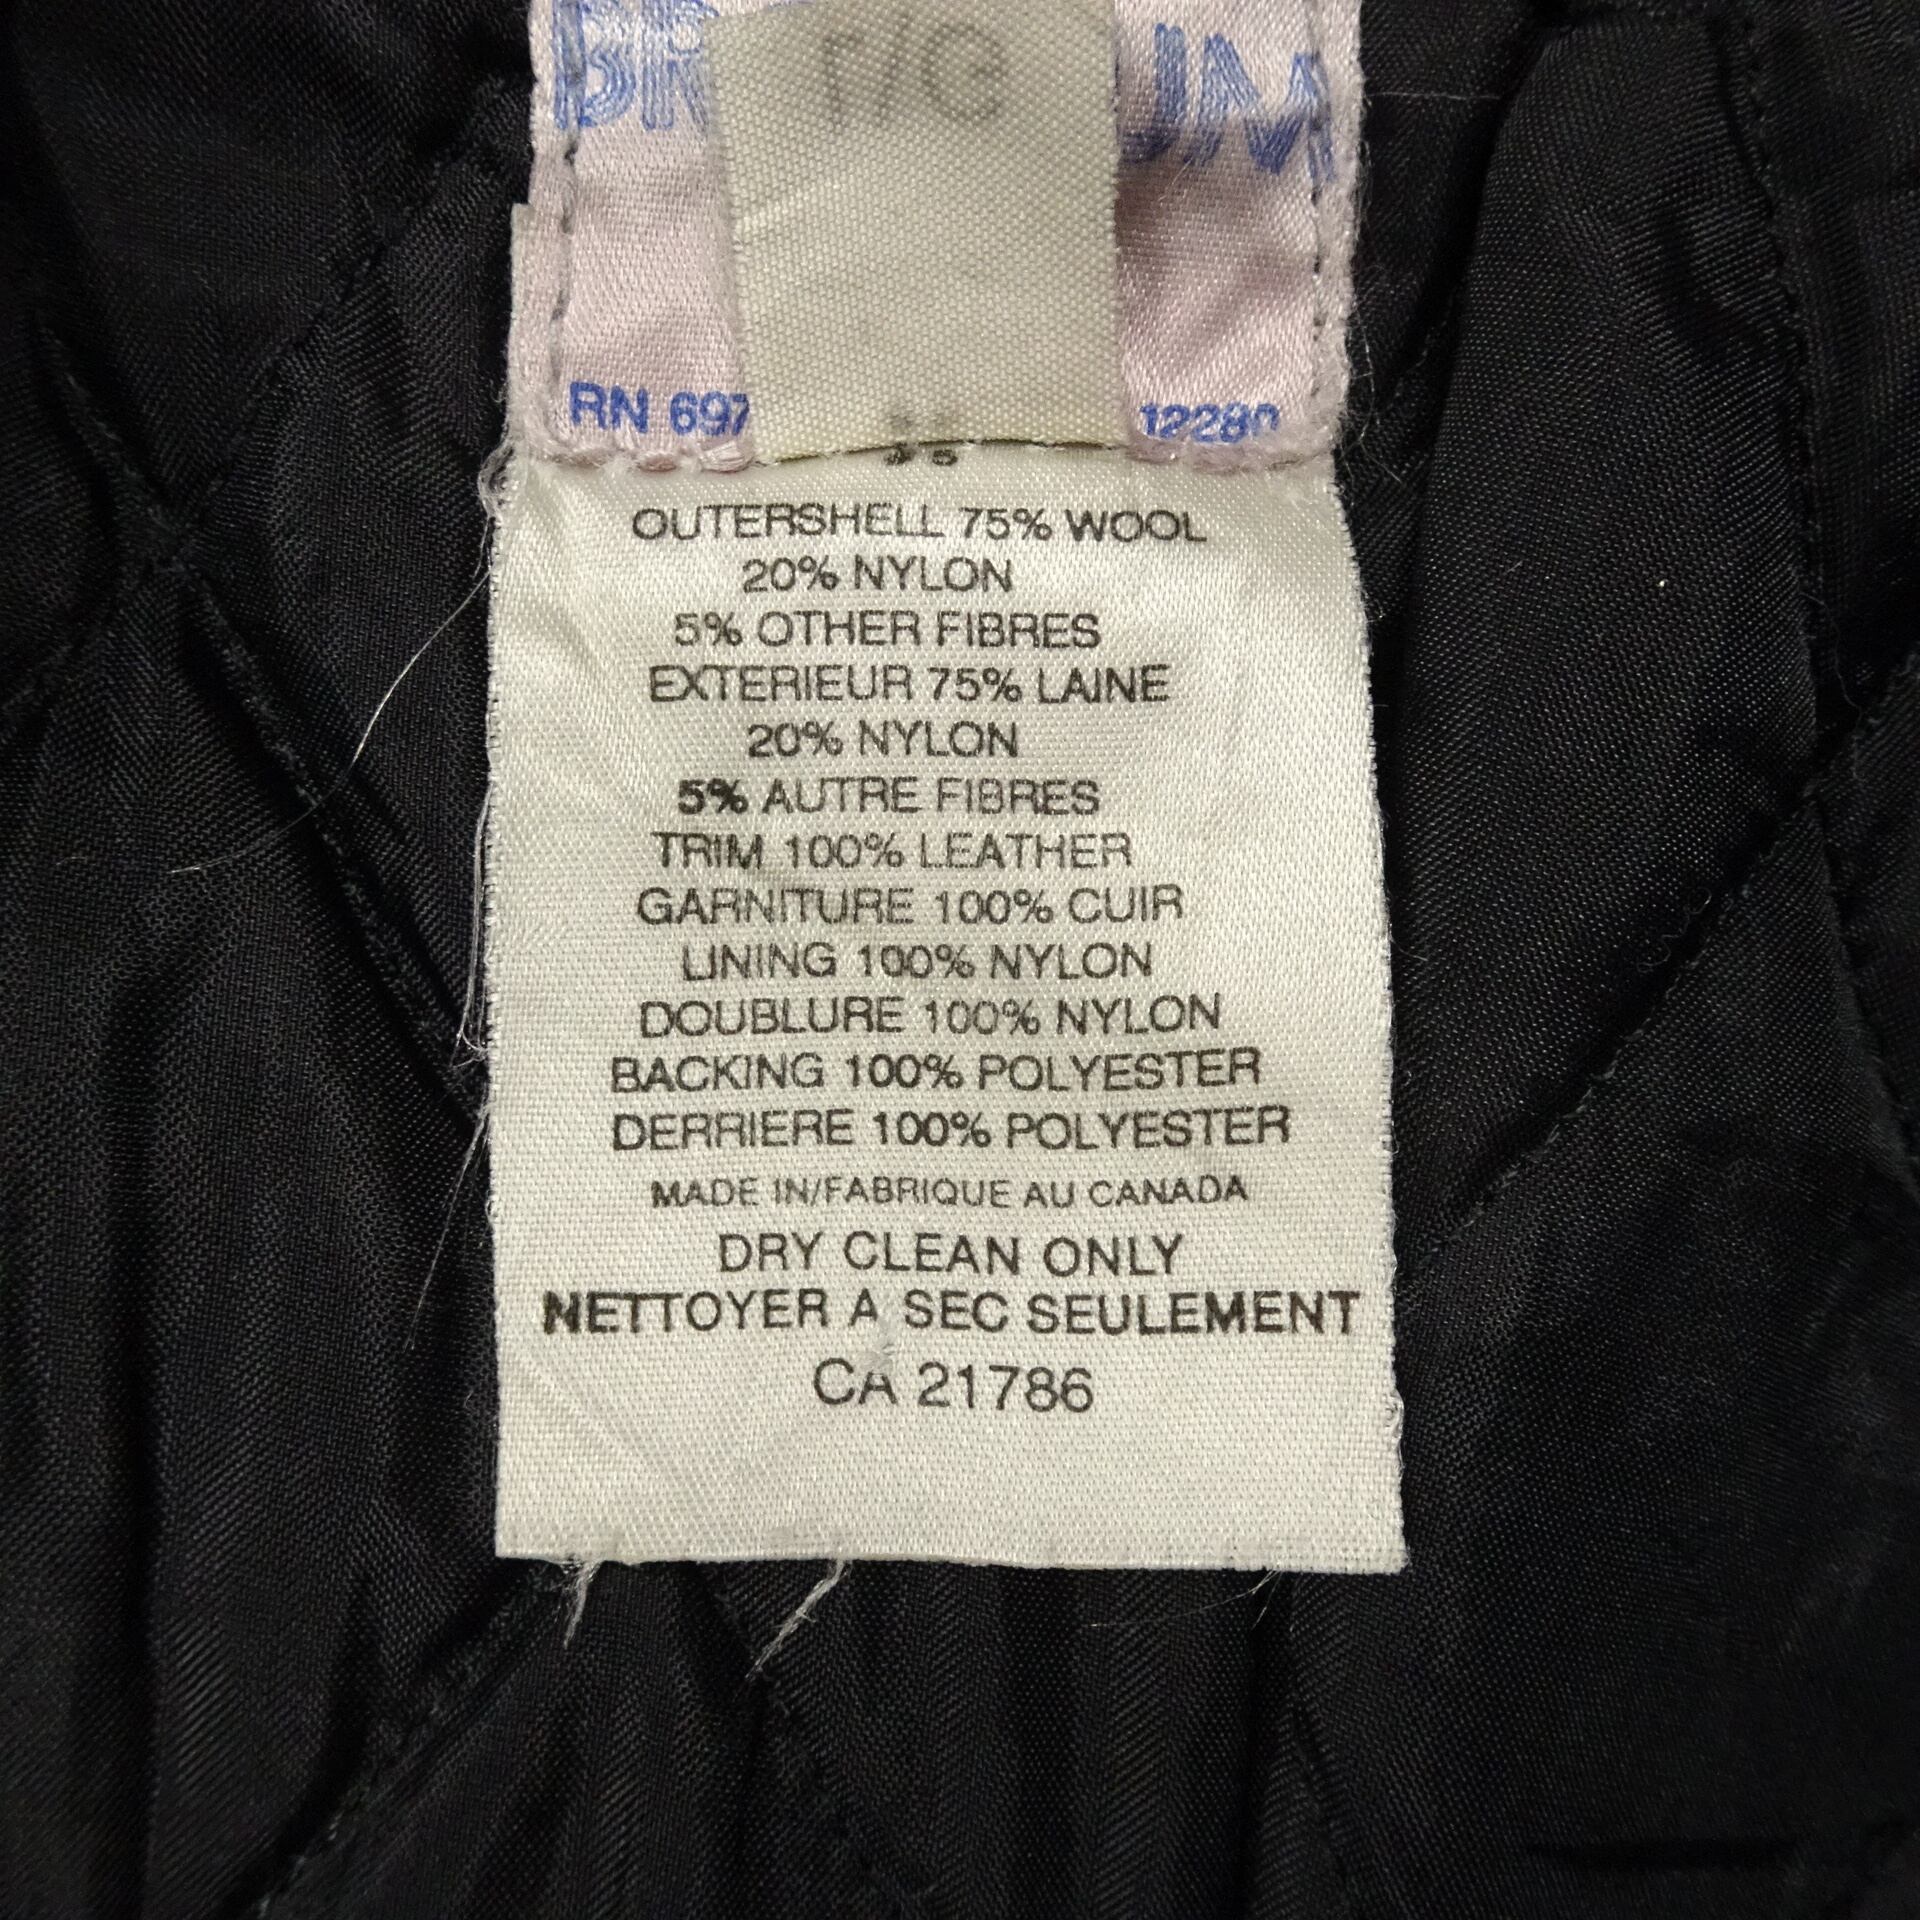 T/G
RN 697 12280
OUTERSHELL 75% WOOL
20% NYLON
5% OTHER FIBRES
EXTERIEUR 75% LAINE
20% NYLON
5% AUTRE FIBRES
TRIM 100% LEATHER
GARNITURE 100% CUIR
LINING 100% NYLON
DOUBLURE 100% NYLON
BACKING 100% POLYESTER
DERRIERE 100% POLYESTER
MADE IN/FABRIQUE AU CANADA
DRY CLEAN ONLY
NETTOYER A SEC SEULEMENT
CA 21786